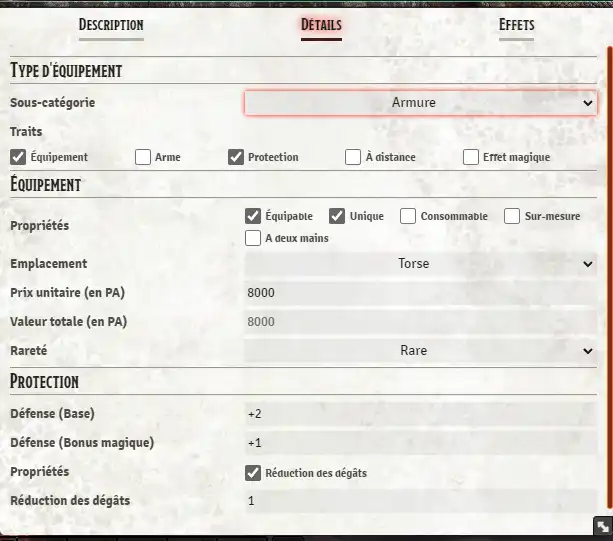 Description Détails Effets
Type d'équipement
Sous-catégorie Armure
Traits
Équipement Arme Protection À distance Effet magique
Équipement
Propriétés Équipable Unique Consommable Sur-mesure
A deux mains
Emplacement Torse
Prix unitaire (en PA) 8000
Valeur totale (en PA) 8000
Rareté Rare
Protection
Défense (Base) +2
Défense (Bonus magique) +1
Propriétés Réduction des dégâts
Réduction des dégâts 1